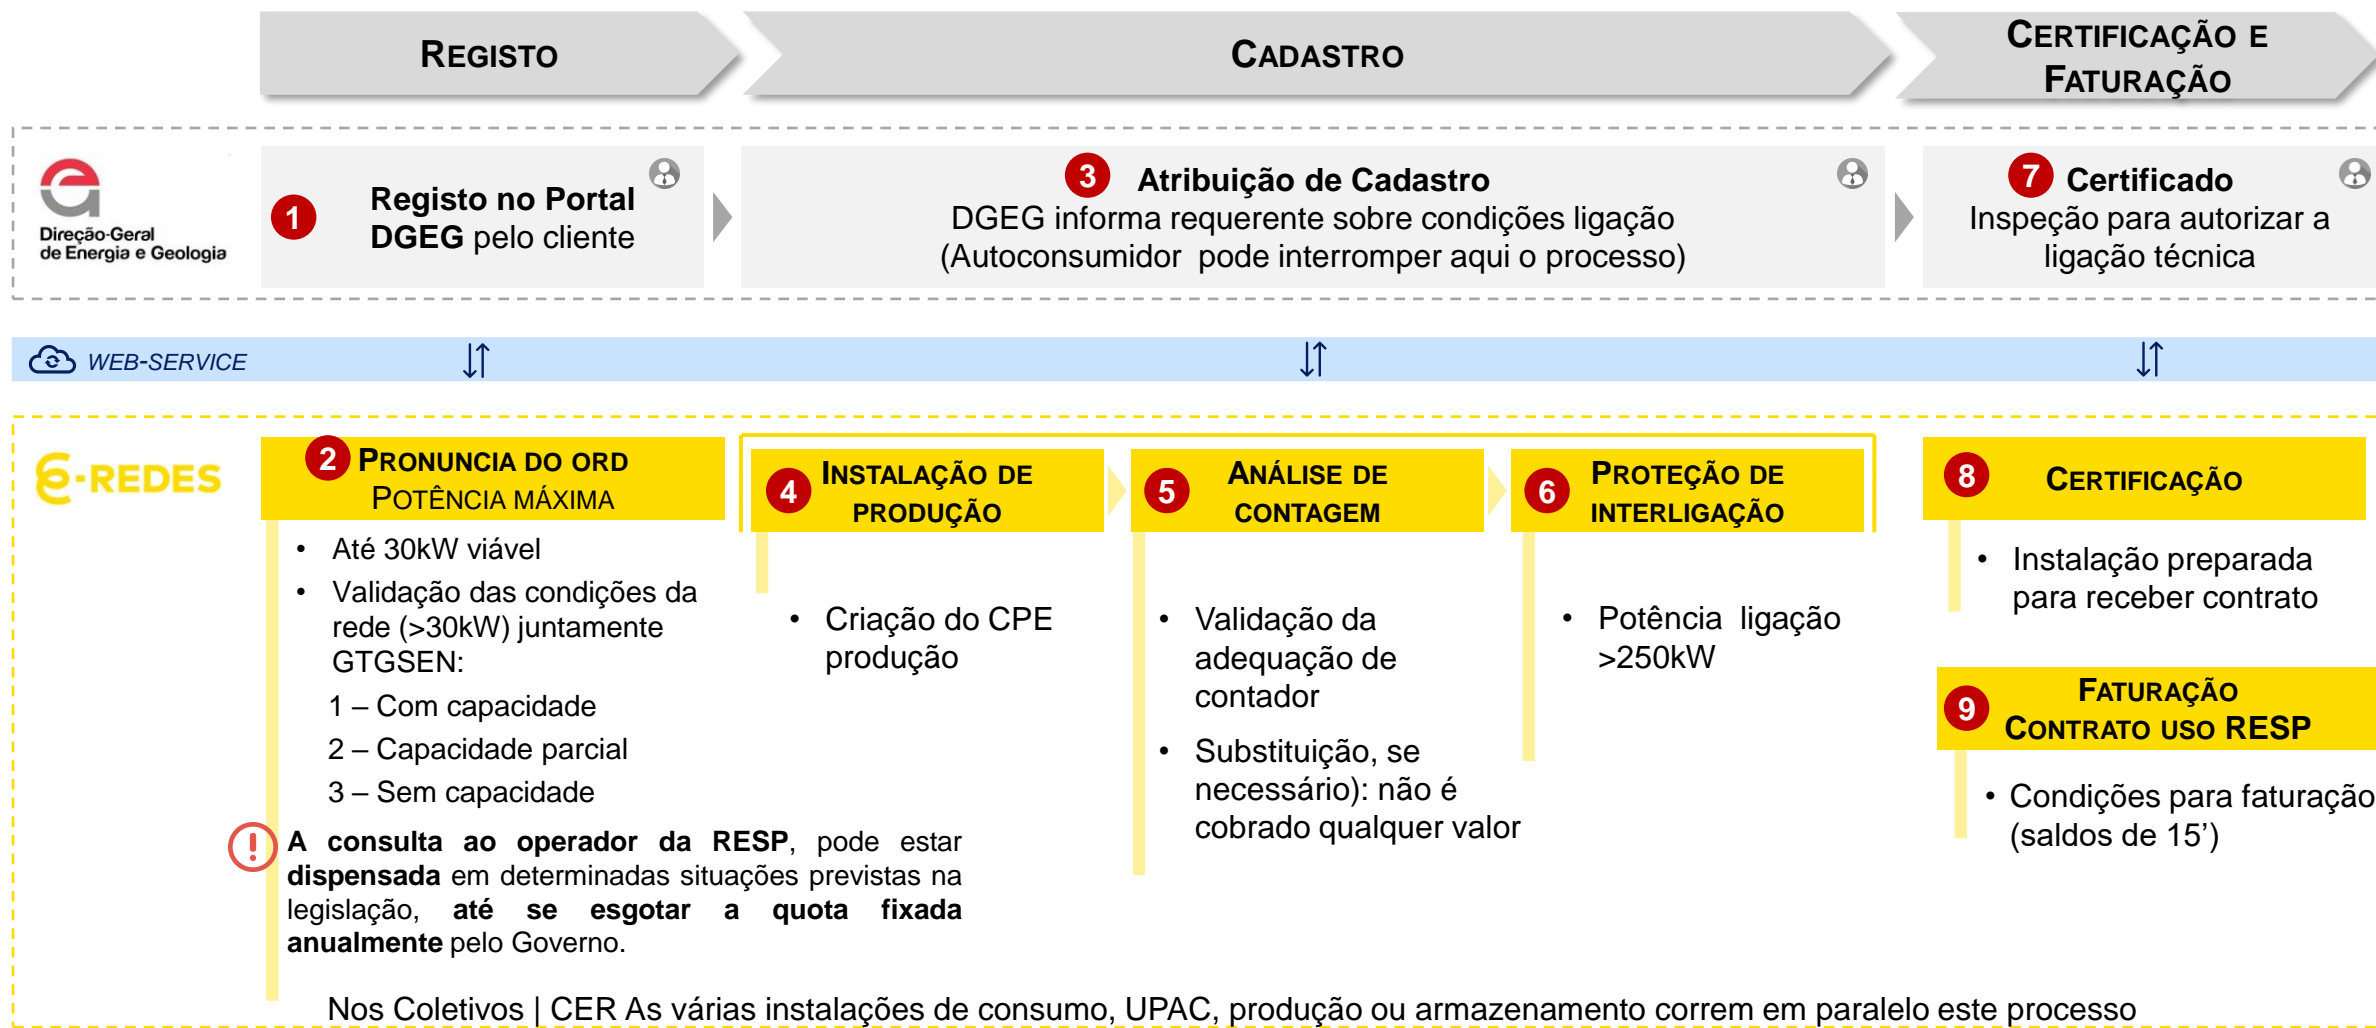 REGISTO
CADASTRO
CERTIFICAÇÃO E
FATURAÇÃO
Direção-Geral
de Energia e Geologia
1
Registo no Portal
DGEG pelo cliente
3 Atribuição de Cadastro
DGEG informa requerente sobre condições ligação
(Autoconsumidor pode interromper aqui o processo)
7 Certificado
Inspeção para autorizar a
ligação técnica
WEB-SERVICE
E-REDES
2 PRONUNCIA DO ORD
POTÊNCIA MÁXIMA
• Até 30kW viável
• Validação das condições da
rede (>30kW) juntamente
GTGSEN:
1 – Com capacidade
2 – Capacidade parcial
3 – Sem capacidade
A consulta ao operador da RESP, pode estar
dispensada em determinadas situações previstas na
legislação, até se esgotar a quota fixada
anualmente pelo Governo.
4 INSTALAÇÃO DE
PRODUÇÃO
• Criação do CPE
produção
5 ANÁLISE DE
CONTAGEM
• Validação da
adequação de
contador
• Substituição, se
necessário): não é
cobrado qualquer valor
6 PROTEÇÃO DE
INTERLIGAÇÃO
• Potência ligação
>250kW
8 CERTIFICAÇÃO
• Instalação preparada
para receber contrato
9 FATURAÇÃO
CONTRATO USO RESP
• Condições para faturação
(saldos de 15’)
Nos Coletivos | CER As várias instalações de consumo, UPAC, produção ou armazenamento correm em paralelo este processo